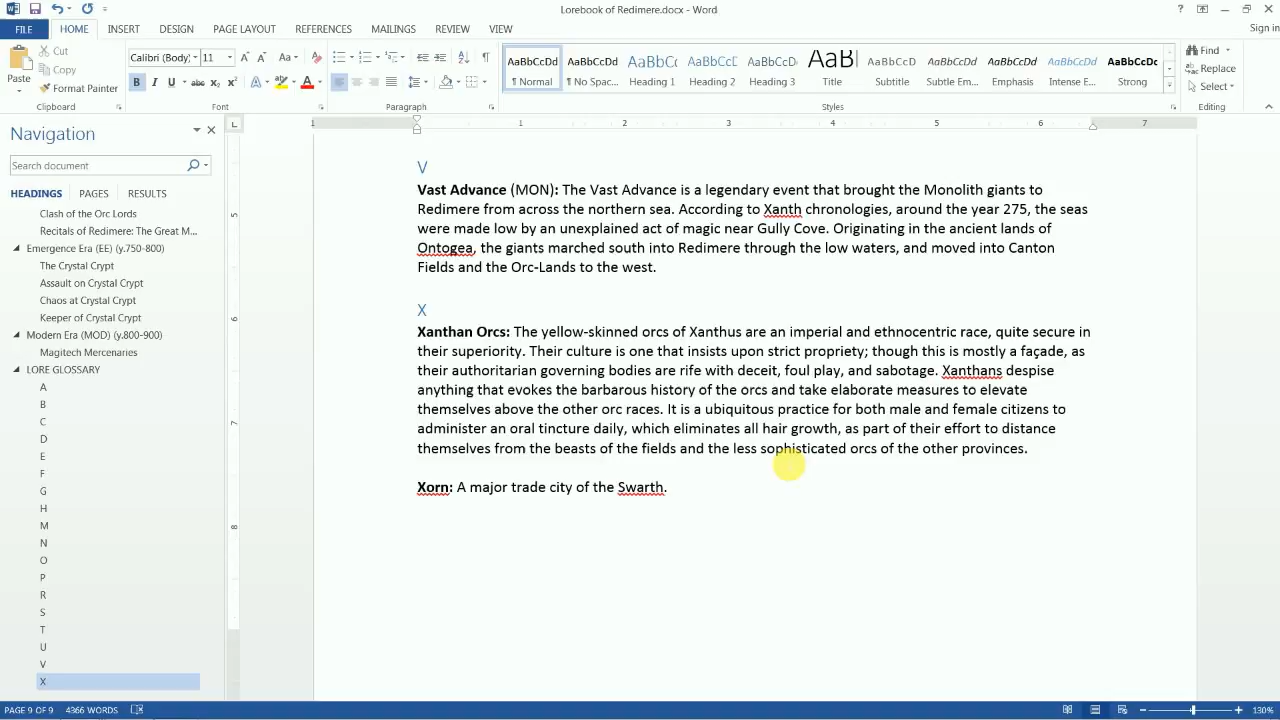 Lorebook of Redimere.docx - Word
FILE HOME INSERT DESIGN PAGE LAYOUT REFERENCES MAILINGS REVIEW VIEW Sign in
Paste Cut Copy Format Painter
Clipboard
Calibri (Body) 11
Font
Paragraph
AaBbCcDd AaBbCcDd AaBbCc AaBbCcD AaBbCcD AaB AaBbCcDd AaBbCcDd AaBbCcDd AaBbCcDd AaBbCcDc
¶ Normal ¶ No Spac... Heading 1 Heading 2 Heading 3 Title Subtitle Subtle Em... Emphasis Intense E... Strong
Styles
Find
Replace
Select
Editing
Navigation
Search document
HEADINGS PAGES RESULTS
Clash of the Orc Lords
Recitals of Redimere: The Great M...
Emergence Era (EE) (y.750-800)
The Crystal Crypt
Assault on Crystal Crypt
Chaos at Crystal Crypt
Keeper of Crystal Crypt
Modern Era (MOD) (y.800-900)
Magitech Mercenaries
LORE GLOSSARY
A
B
C
D
E
F
G
H
M
N
O
P
R
S
T
U
V
X
1 1 2 3 4 5 6 7
5
6
7
8
V
Vast Advance (MON): The Vast Advance is a legendary event that brought the Monolith giants to
Redimere from across the northern sea. According to Xanth chronologies, around the year 275, the seas
were made low by an unexplained act of magic near Gully Cove. Originating in the ancient lands of
Ontogea, the giants marched south into Redimere through the low waters, and moved into Canton
Fields and the Orc-Lands to the west.
X
Xanthan Orcs: The yellow-skinned orcs of Xanthus are an imperial and ethnocentric race, quite secure in
their superiority. Their culture is one that insists upon strict propriety; though this is mostly a façade, as
their authoritarian governing bodies are rife with deceit, foul play, and sabotage. Xanthans despise
anything that evokes the barbarous history of the orcs and take elaborate measures to elevate
themselves above the other orc races. It is a ubiquitous practice for both male and female citizens to
administer an oral tincture daily, which eliminates all hair growth, as part of their effort to distance
themselves from the beasts of the fields and the less sophisticated orcs of the other provinces.
Xorn: A major trade city of the Swarth.
PAGE 9 OF 9 4366 WORDS 130%